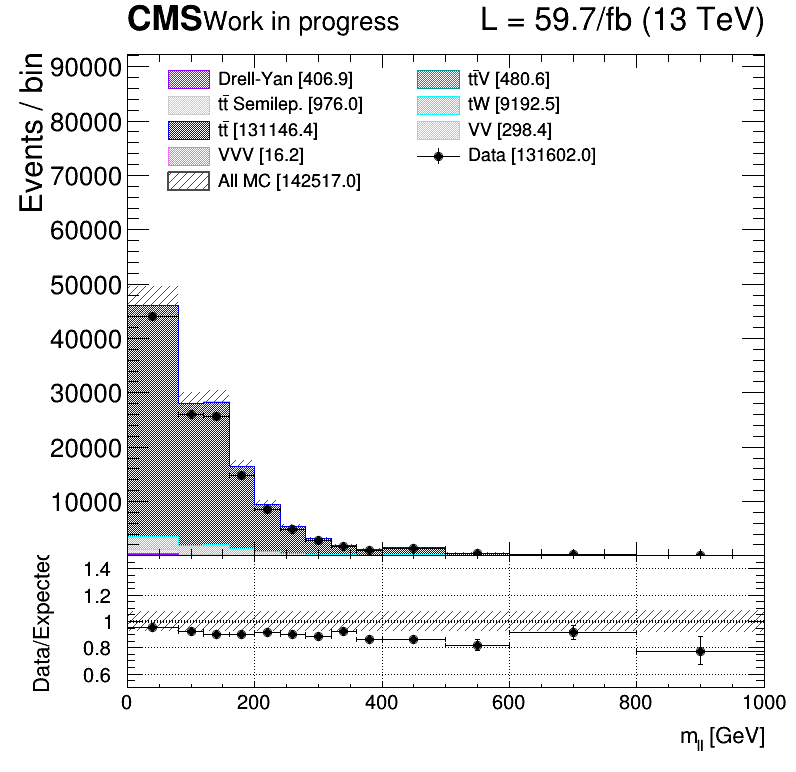 CMS Work in progress L = 59.7/fb (13 TeV)
Events / bin
90000
80000
70000
60000
50000
40000
30000
20000
10000
Drell-Yan [406.9]
tt̄ Semilep. [976.0]
tt̄ [131146.4]
VVV [16.2]
All MC [142517.0]
tt̄V [480.6]
tW [9192.5]
VV [298.4]
Data [131602.0]
Data/Expected
1.4
1.2
1
0.8
0.6
0 200 400 600 800 1000
m_ll [GeV]